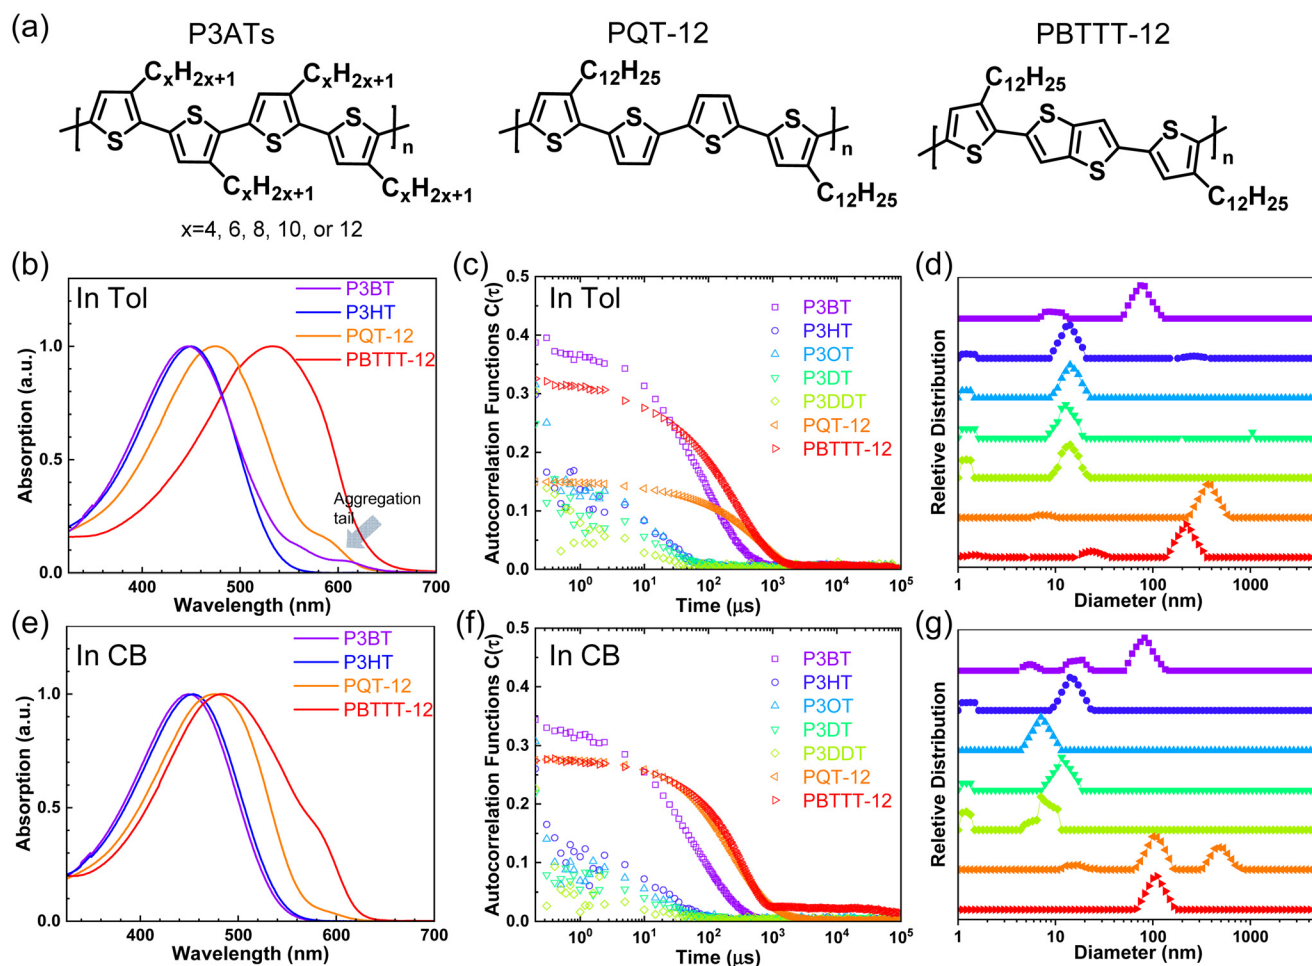 (a)
P3ATs
PQT-12
PBTTT-12
CxH2x+1
CxH2x+1
S
S
S
S
n
CxH2x+1
CxH2x+1
x=4, 6, 8, 10, or 12
C12H25
S
S
S
S
n
C12H25
C12H25
S
S
S
S
n
C12H25
(b)
In Tol
P3BT
P3HT
PQT-12
PBTTT-12
Aggregation
tail
Absorption (a.u.)
1.0
0.5
0.0
400
500
600
700
Wavelength (nm)
(c)
In Tol
P3BT
P3HT
P3OT
P3DT
P3DDT
PQT-12
PBTTT-12
Autocorrelation Functions C(τ)
0.5
0.4
0.3
0.2
0.1
0.0
10^0
10^1
10^2
10^3
10^4
10^5
Time (μs)
(d)
Reletive Distribution
1
10
100
1000
Diameter (nm)
(e)
In CB
P3BT
P3HT
PQT-12
PBTTT-12
Absorption (a.u.)
1.0
0.5
0.0
400
500
600
700
Wavelength (nm)
(f)
In CB
P3BT
P3HT
P3OT
P3DT
P3DDT
PQT-12
PBTTT-12
Autocorrelation Functions C(τ)
0.5
0.4
0.3
0.2
0.1
0.0
10^0
10^1
10^2
10^3
10^4
10^5
Time (μs)
(g)
Reletive Distribution
1
10
100
1000
Diameter (nm)